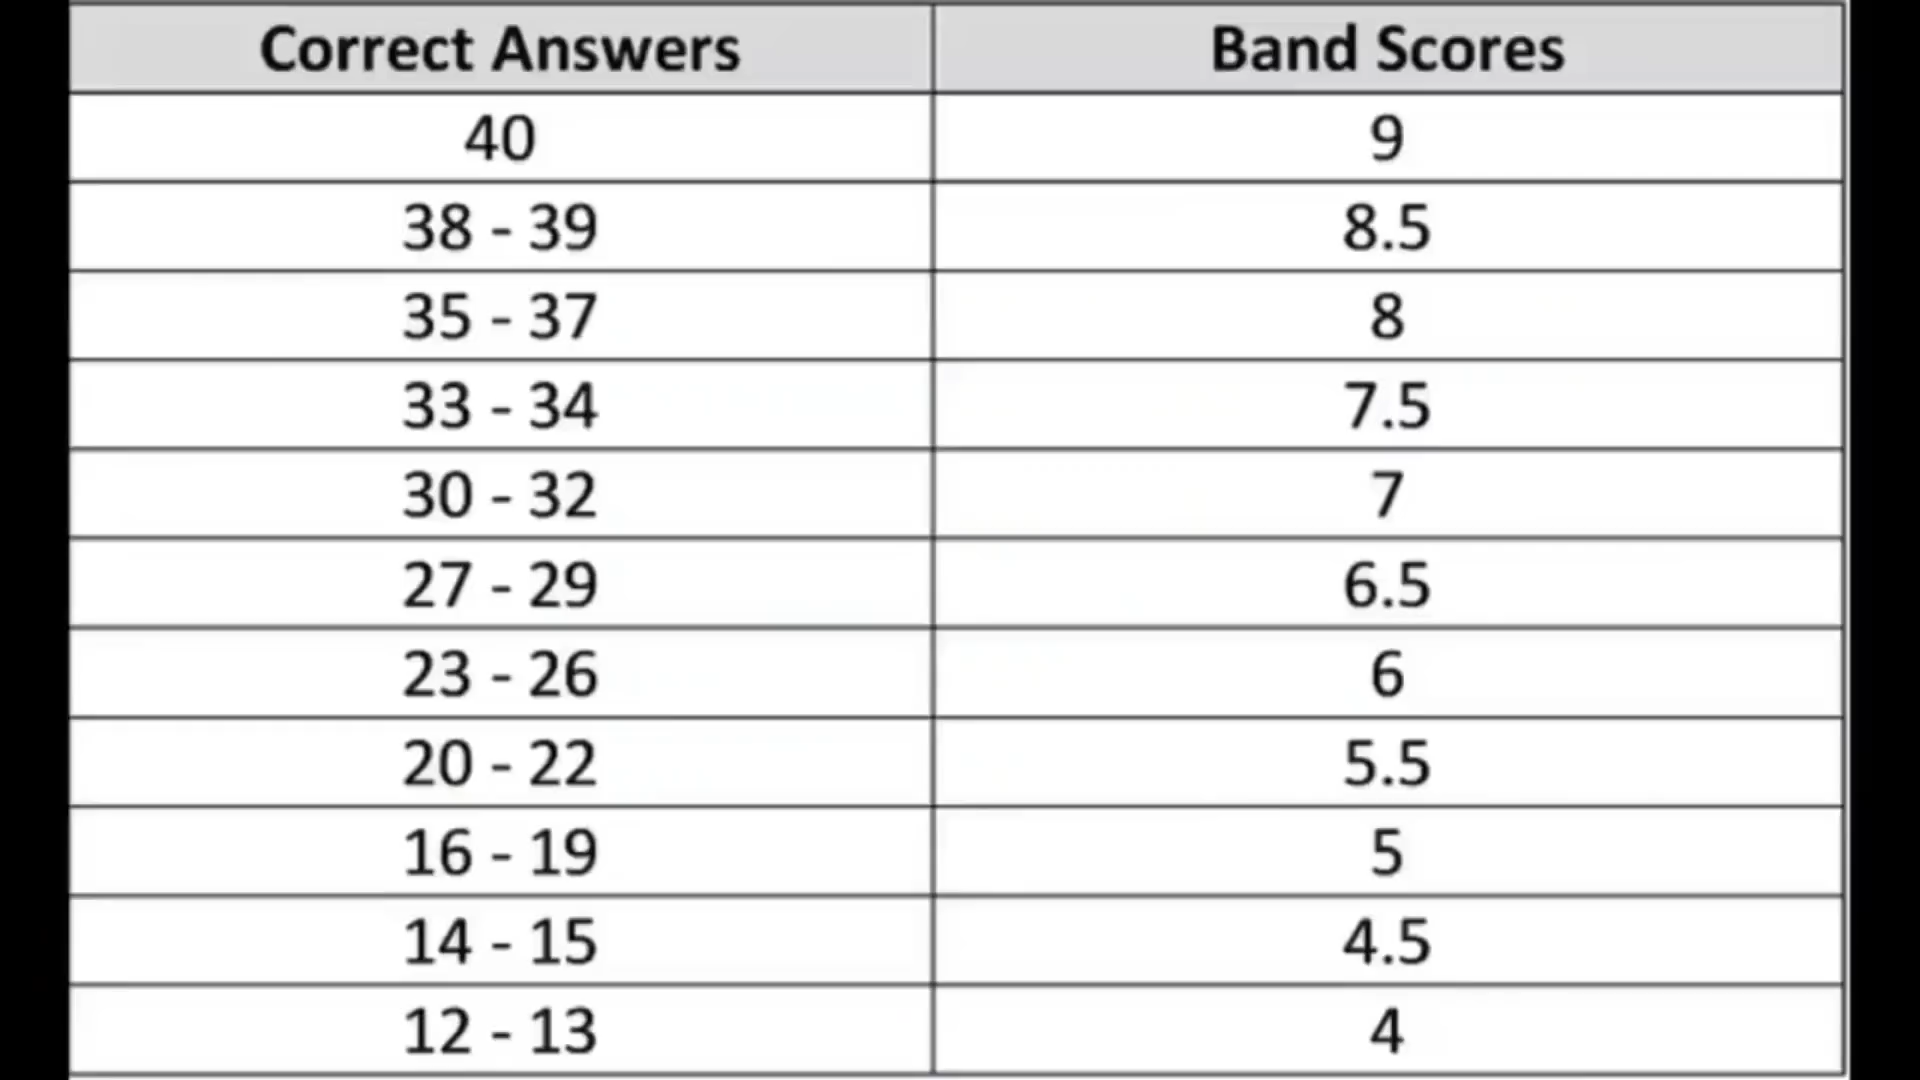 Correct Answers Band Scores
40 9
38 - 39 8.5
35 - 37 8
33 - 34 7.5
30 - 32 7
27 - 29 6.5
23 - 26 6
20 - 22 5.5
16 - 19 5
14 - 15 4.5
12 - 13 4